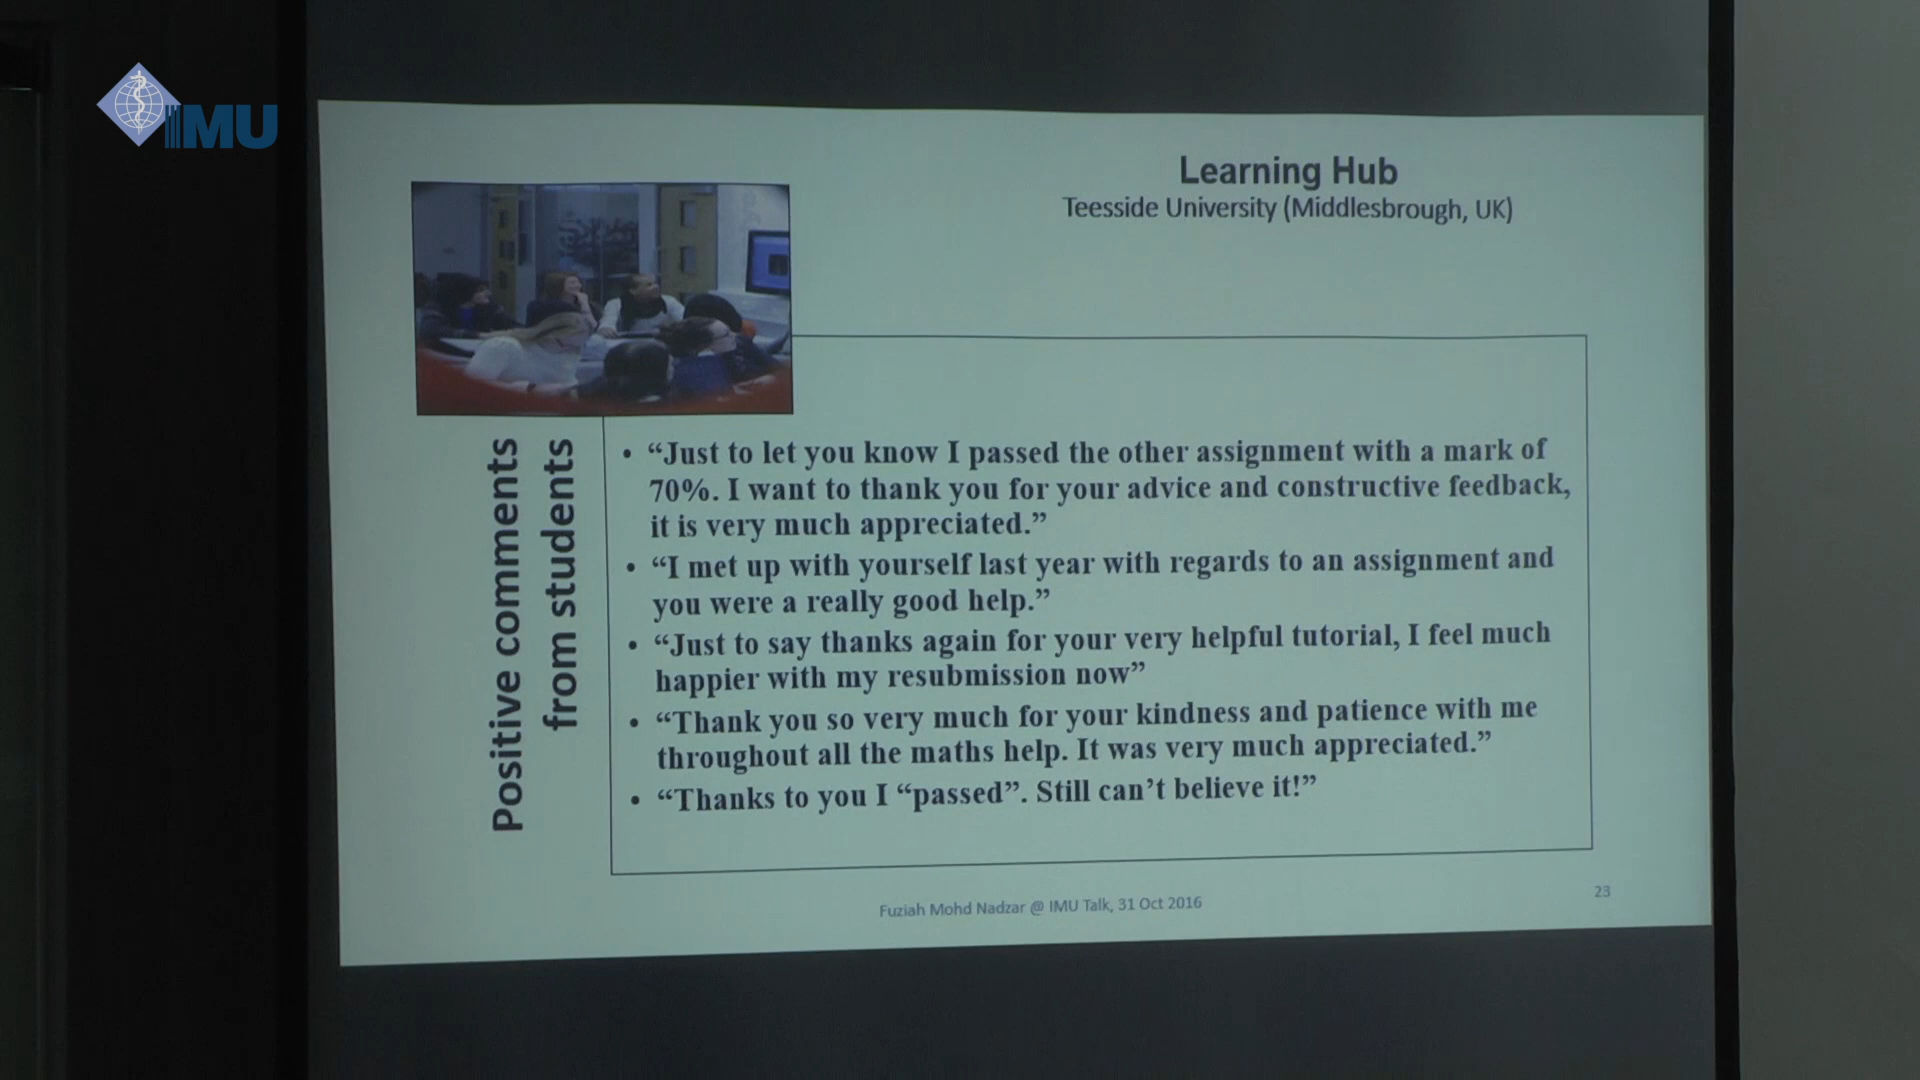 IMU
Learning Hub
Teesside University (Middlesbrough, UK)
Positive comments
from students
• “Just to let you know I passed the other assignment with a mark of
70%. I want to thank you for your advice and constructive feedback,
it is very much appreciated.”
• “I met up with yourself last year with regards to an assignment and
you were a really good help.”
• “Just to say thanks again for your very helpful tutorial, I feel much
happier with my resubmission now”
• “Thank you so very much for your kindness and patience with me
throughout all the maths help. It was very much appreciated.”
• “Thanks to you I “passed”. Still can’t believe it!”
Fuziah Mohd Nadzar @ IMU Talk, 31 Oct 2016
23